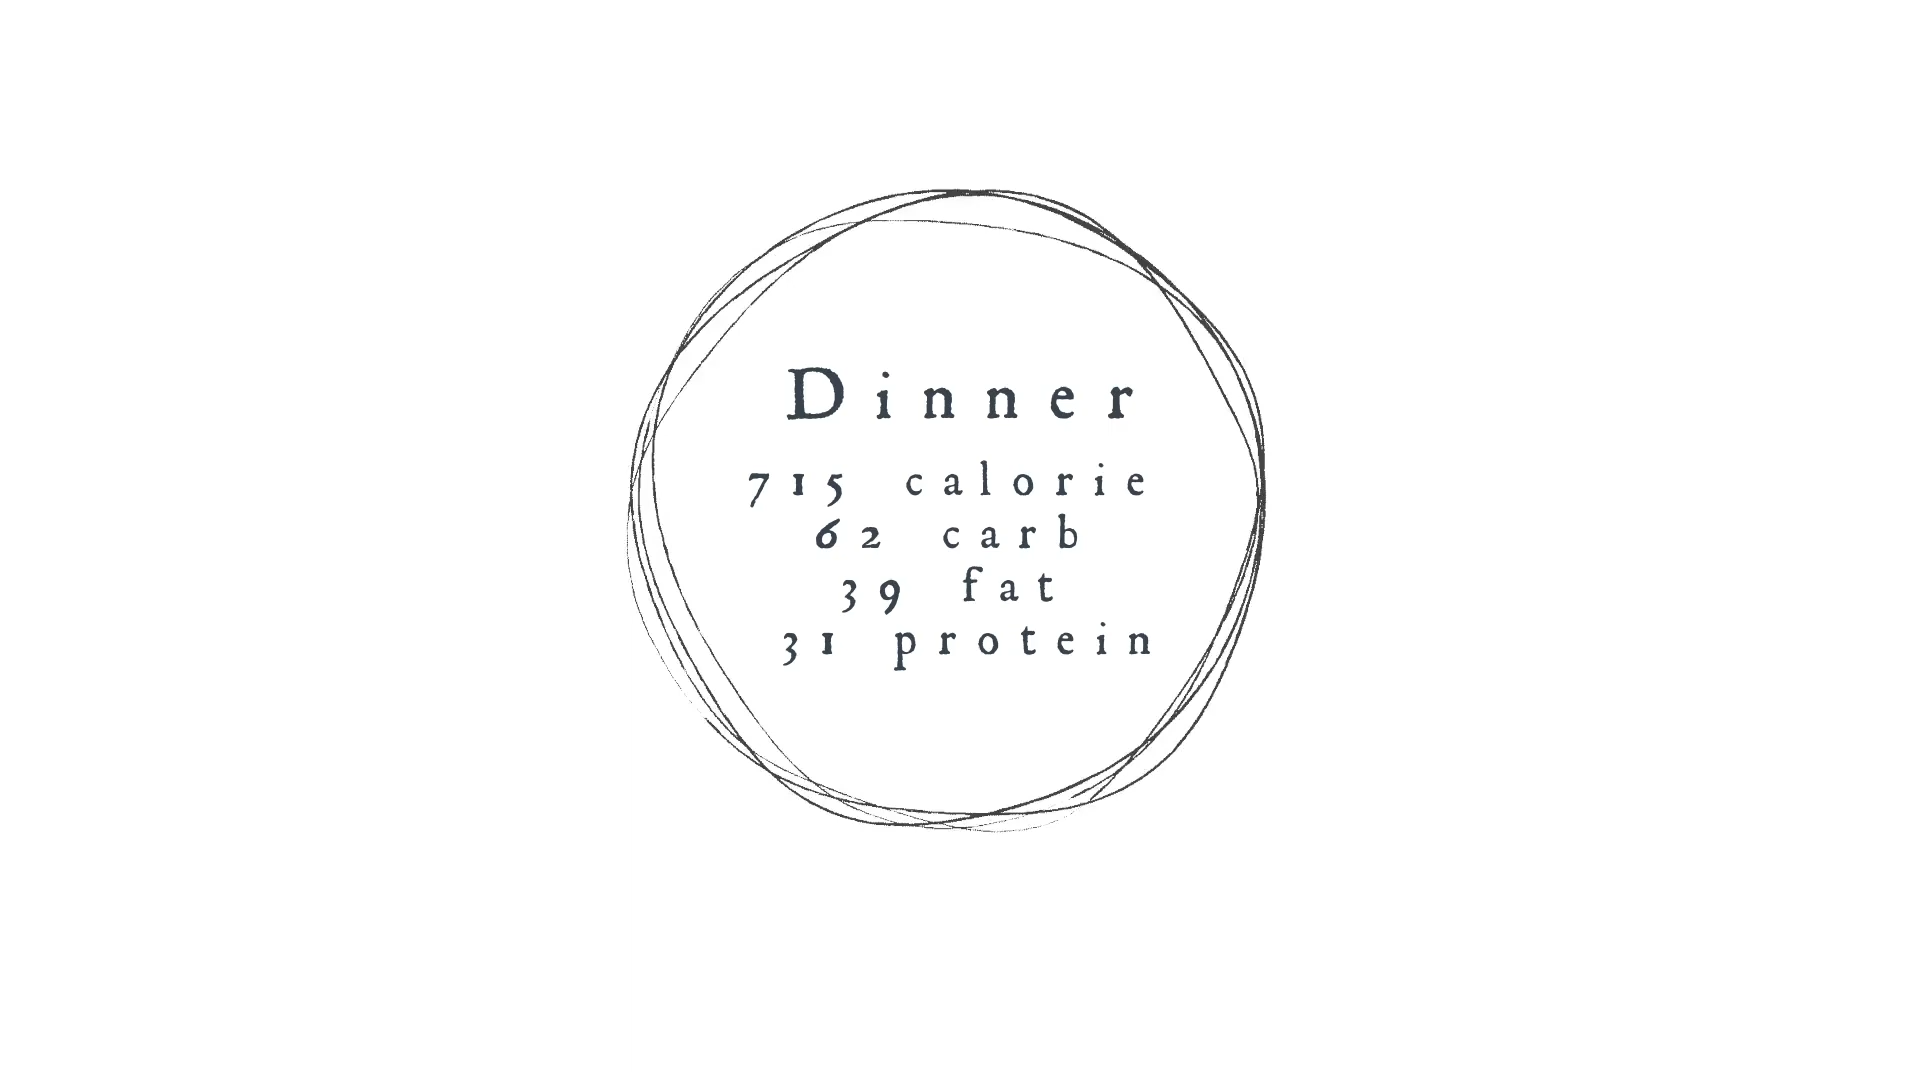 Dinner
715 calorie
62 carb
39 fat
31 protein